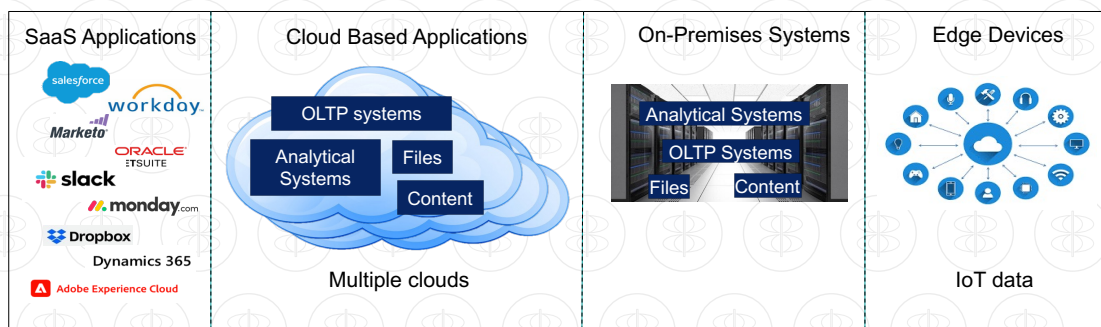 SaaS Applications
salesforce
workday.
Marketo
ORACLE
ETSUITE
slack
monday.com
Dropbox
Dynamics 365
Adobe Experience Cloud
Cloud Based Applications
OLTP systems
Analytical
Systems
Files
Content
Multiple clouds
On-Premises Systems
Analytical Systems
OLTP Systems
Files
Content
Edge Devices
IoT data